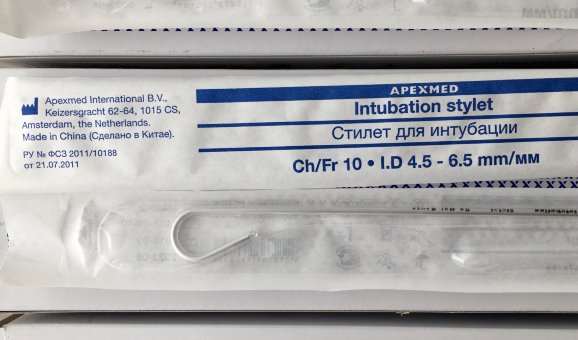 Apexmed International B.V.,
Keizersgracht 62-64, 1015 CS,
Amsterdam, the Netherlands.
Made in China (Сделано в Китае).
РУ № ФСЗ 2011/10188
от 21.07.2011
APEXMED
Intubation stylet
Стилет для интубации
Ch/Fr 10 • I.D 4.5 - 6.5 mm/мм